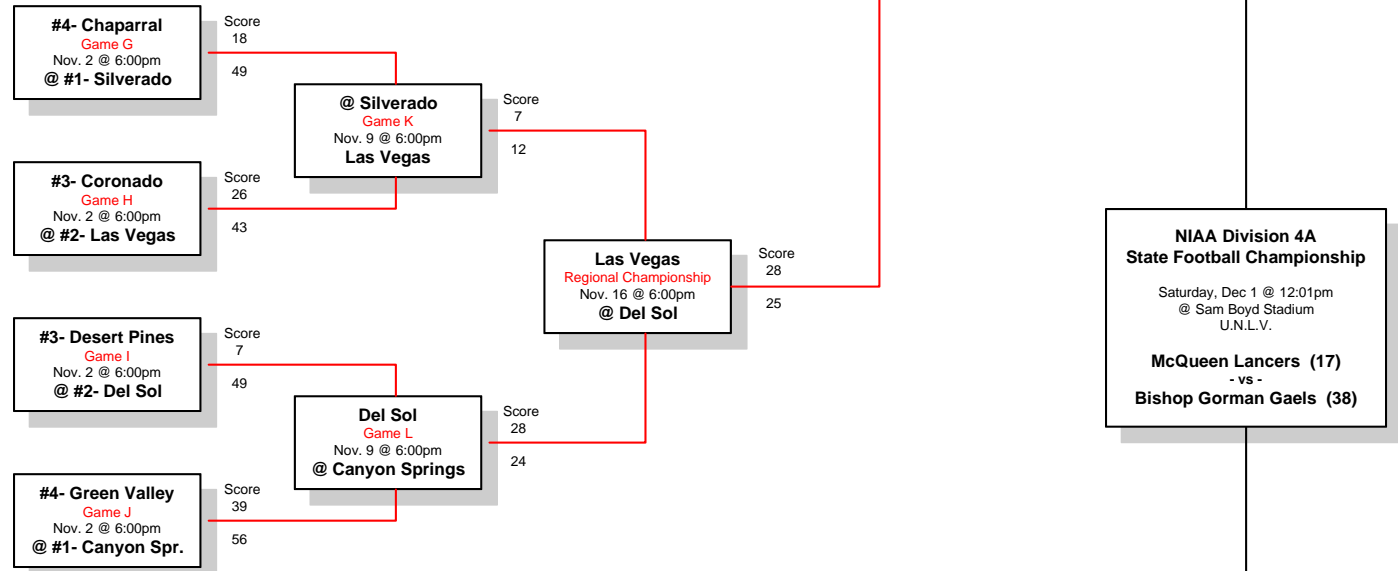 #4- Chaparral
Game G
Nov. 2 @ 6:00pm
@ #1- Silverado
Score
18
49
#3- Coronado
Game H
Nov. 2 @ 6:00pm
@ #2- Las Vegas
Score
26
43
#3- Desert Pines
Game I
Nov. 2 @ 6:00pm
@ #2- Del Sol
Score
7
49
#4- Green Valley
Game J
Nov. 2 @ 6:00pm
@ #1- Canyon Spr.
Score
39
56
@ Silverado
Game K
Nov. 9 @ 6:00pm
Las Vegas
Score
7
12
Del Sol
Game L
Nov. 9 @ 6:00pm
@ Canyon Springs
Score
28
24
Las Vegas
Regional Championship
Nov. 16 @ 6:00pm
@ Del Sol
Score
28
25
NIAA Division 4A
State Football Championship
Saturday, Dec 1 @ 12:01pm
@ Sam Boyd Stadium
U.N.L.V.
McQueen Lancers (17)
- vs -
Bishop Gorman Gaels (38)